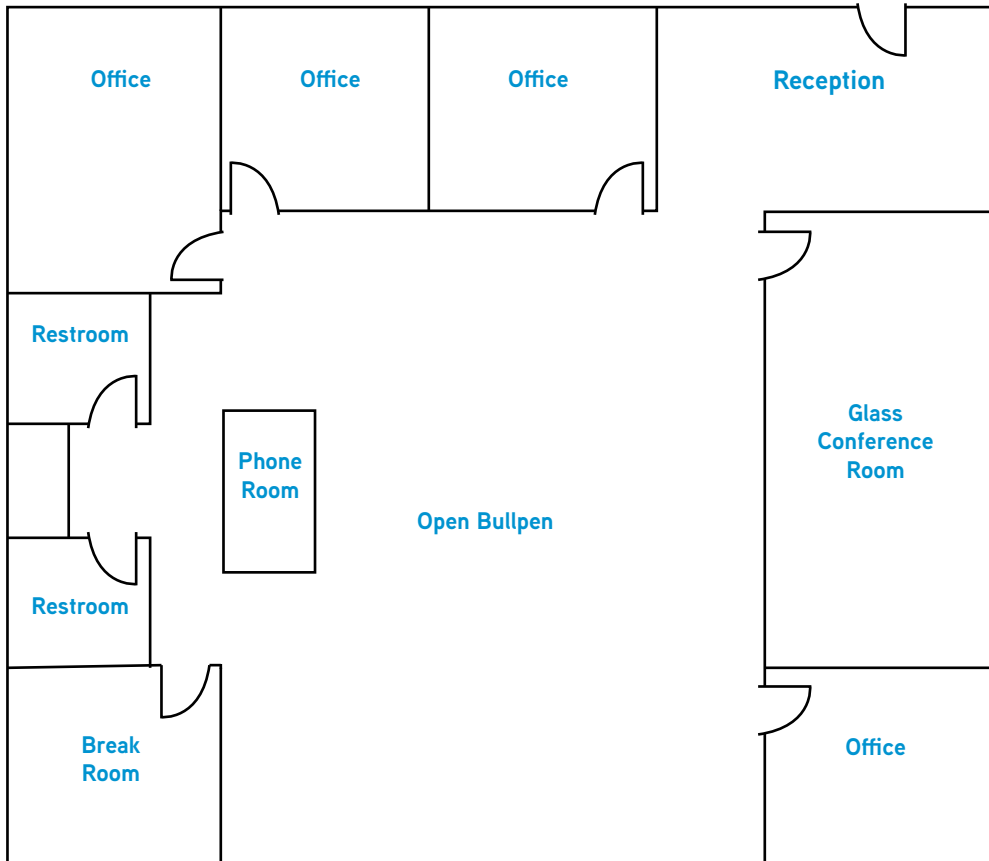 Office
Office
Office
Reception
Restroom
Glass
Conference
Room
Phone
Room
Open Bullpen
Restroom
Break
Room
Office